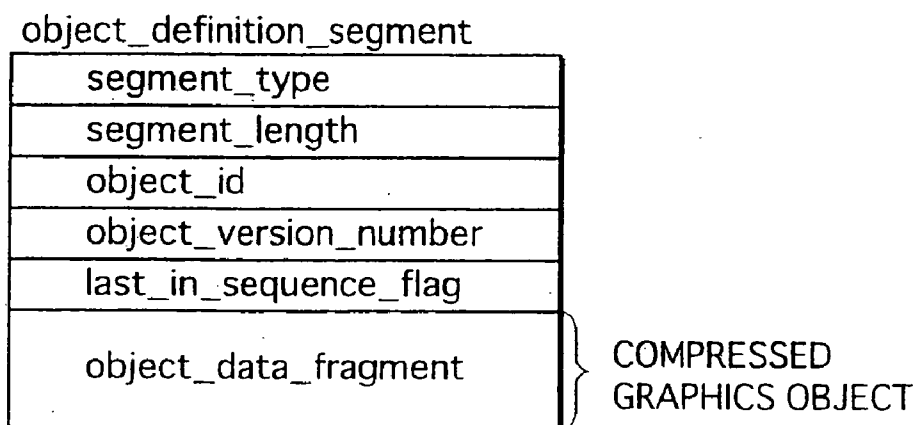 object_definition_segment
segment_type
segment_length
object_id
object_version_number
last_in_sequence_flag
object_data_fragment
COMPRESSED
GRAPHICS OBJECT